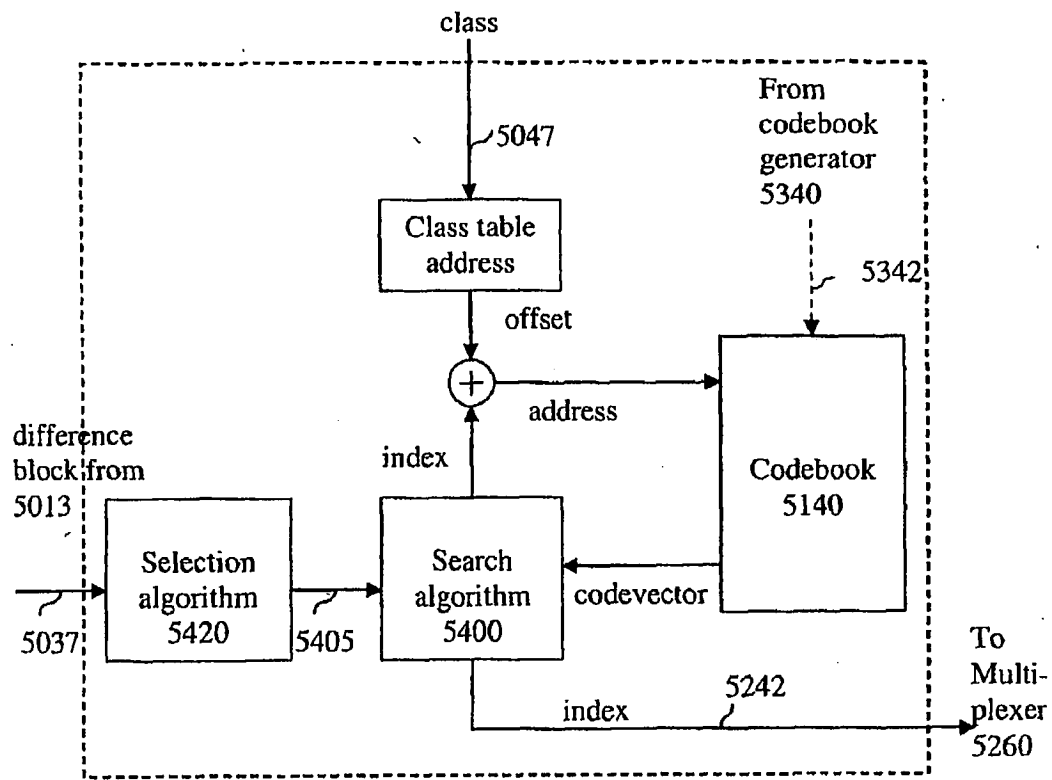 class
5047
From
codebook
generator
5340
Class table
address
5342
offset
+
address
difference
block from
5013
index
Codebook
5140
Selection
algorithm
5420
Search
algorithm
5400
codevector
5037
5405
index
5242
To
Multi-
plexer
5260